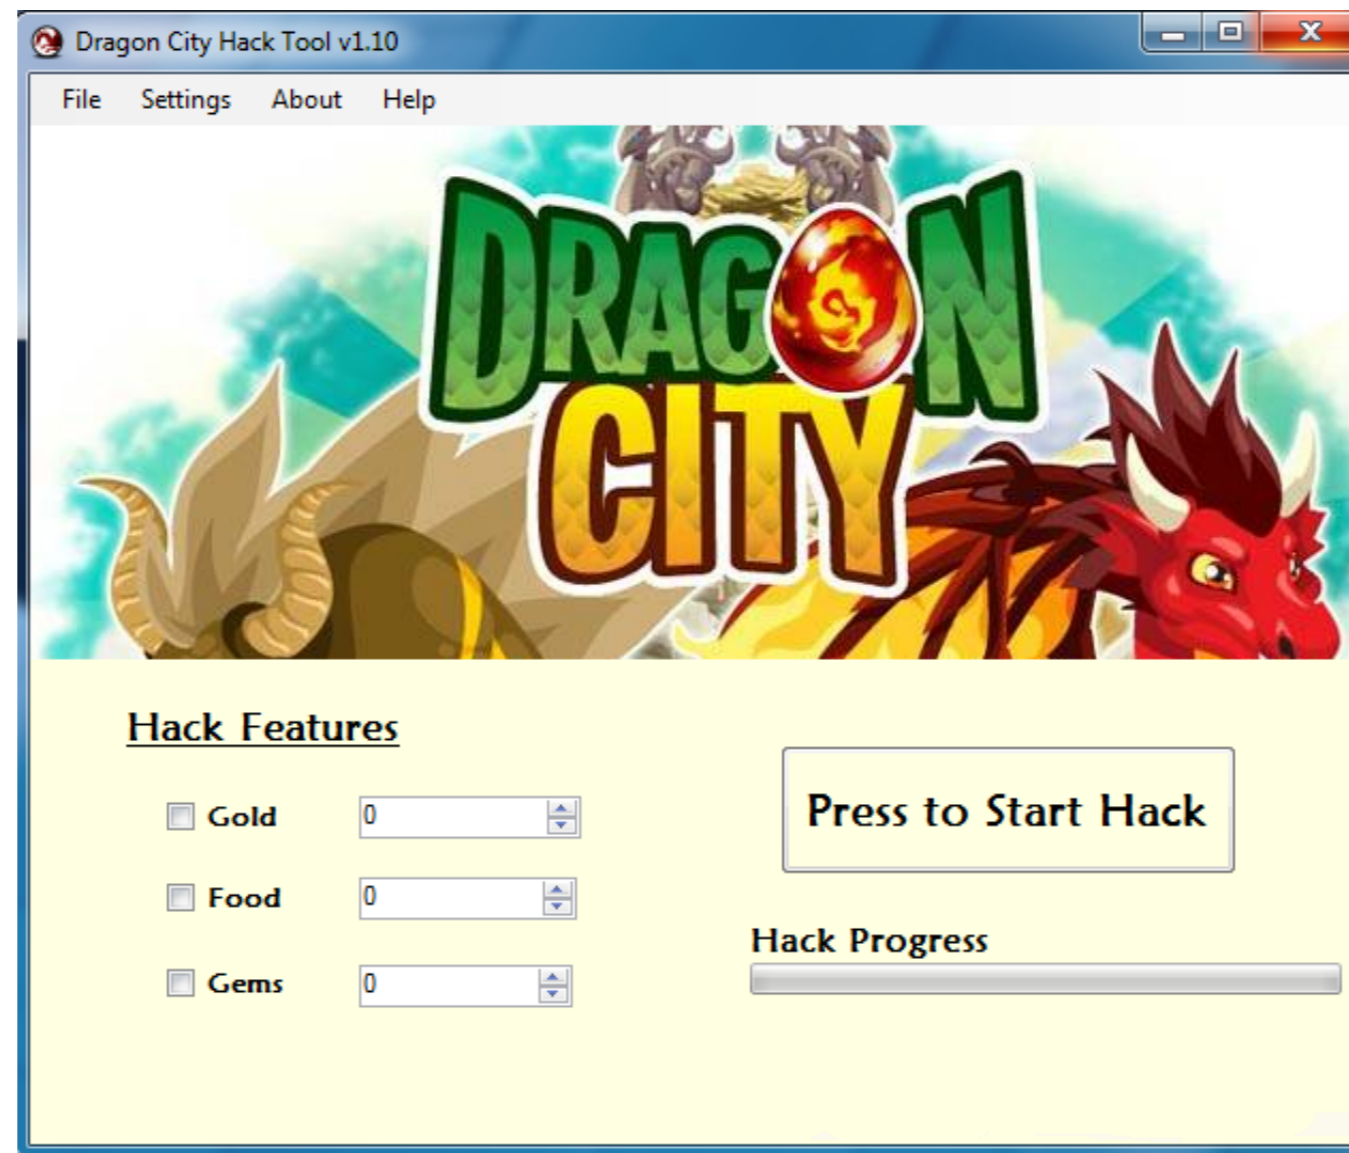 Dragon City Hack Tool v1.10
File Settings About Help
DRAGON
CITY
Hack Features
Gold 0
Press to Start Hack
Food 0
Hack Progress
Gems 0